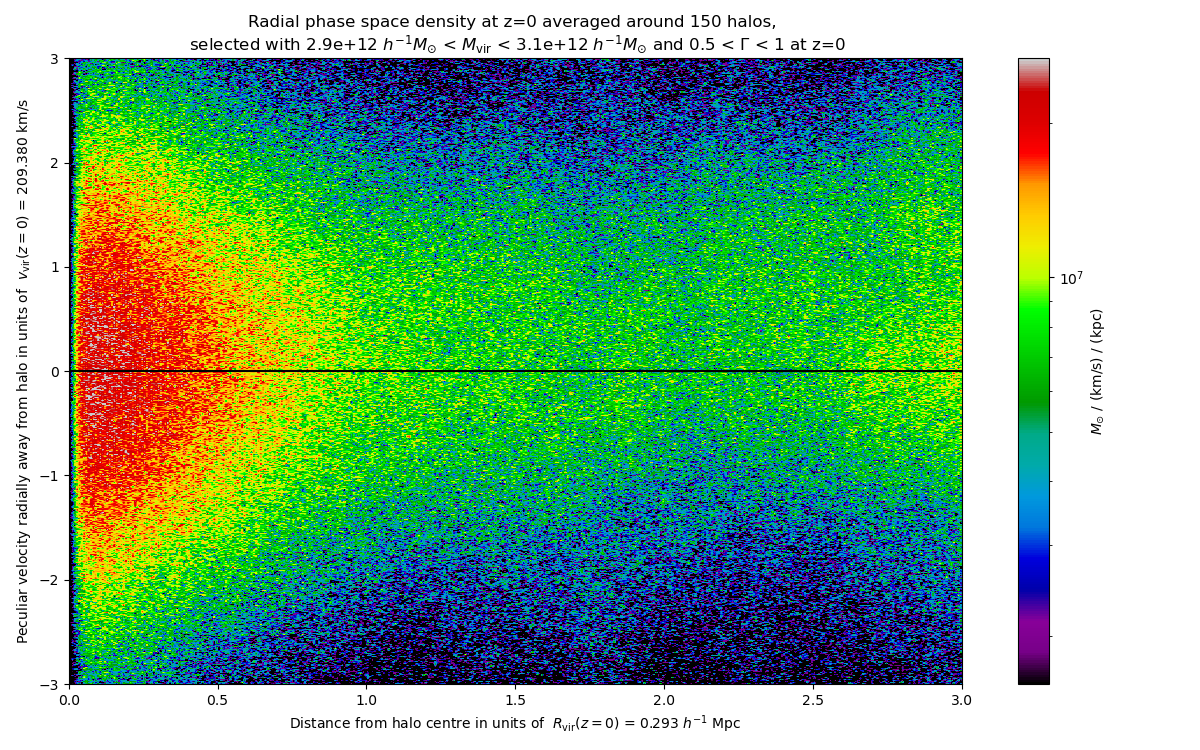 Radial phase space density at z=0 averaged around 150 halos,
selected with 2.9e+12 h⁻¹M⊙ < Mvir < 3.1e+12 h⁻¹M⊙ and 0.5 < Γ < 1 at z=0
Peculiar velocity radially away from halo in units of vvir(z = 0) = 209.380 km/s
3
2
1
0
−1
−2
−3
0.0 0.5 1.0 1.5 2.0 2.5 3.0
Distance from halo centre in units of Rvir(z = 0) = 0.293 h⁻¹ Mpc
10⁷
M⊙ / (km/s) / (kpc)